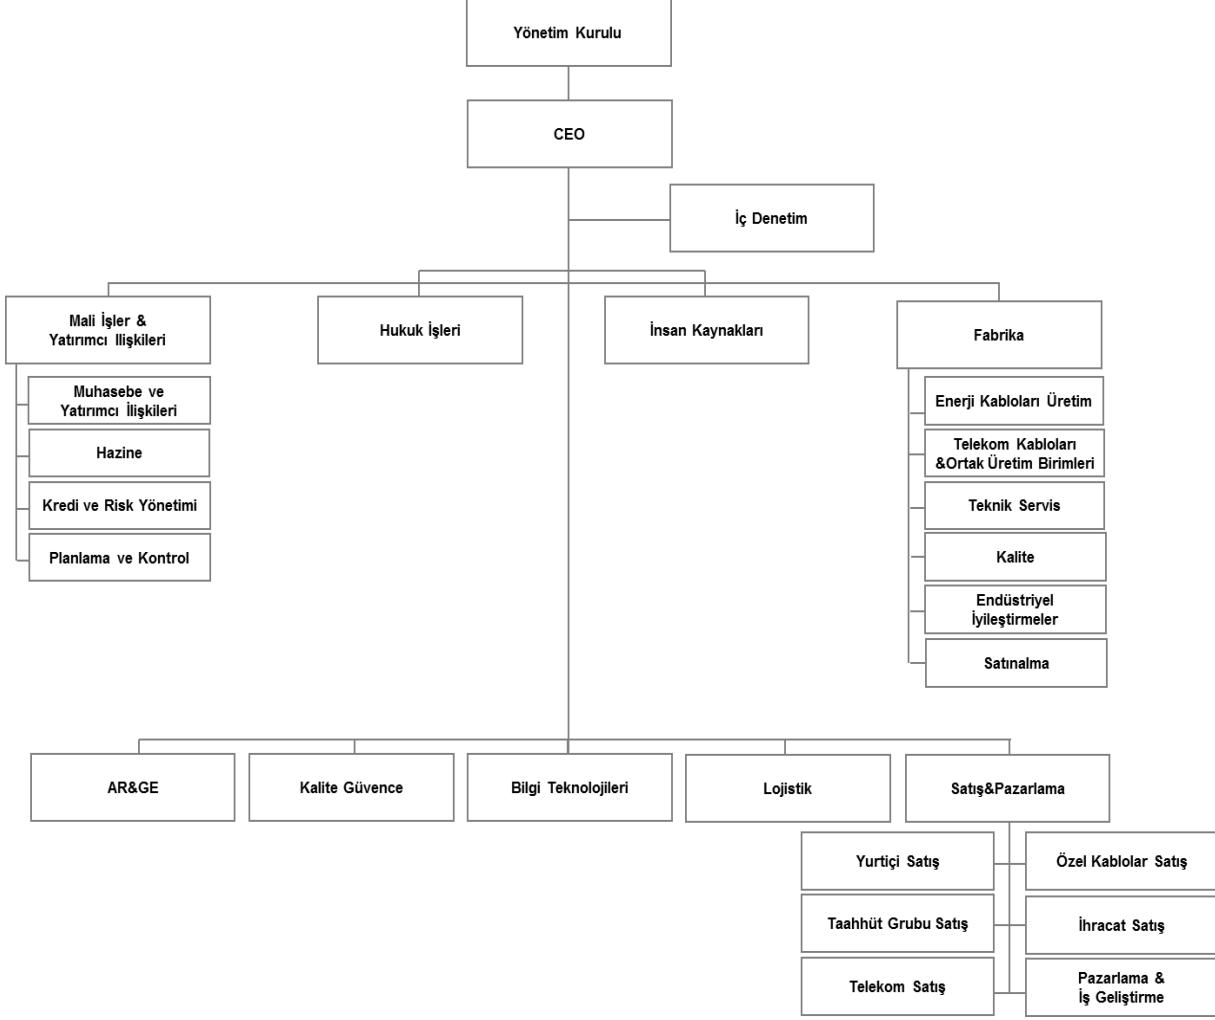 Yönetim Kurulu
CEO
İç Denetim
Mali İşler &
Yatırımcı Ilişkileri
Hukuk İşleri
İnsan Kaynakları
Fabrika
Muhasebe ve
Yatırımcı İlişkileri
Hazine
Kredi ve Risk Yönetimi
Planlama ve Kontrol
Enerji Kabloları Üretim
Telekom Kabloları
&Ortak Üretim Birimleri
Teknik Servis
Kalite
Endüstriyel
İyileştirmeler
Satınalma
AR&GE
Kalite Güvence
Bilgi Teknolojileri
Lojistik
Satış&Pazarlama
Yurtiçi Satış
Özel Kablolar Satış
Taahhüt Grubu Satış
İhracat Satış
Telekom Satış
Pazarlama &
İş Geliştirme